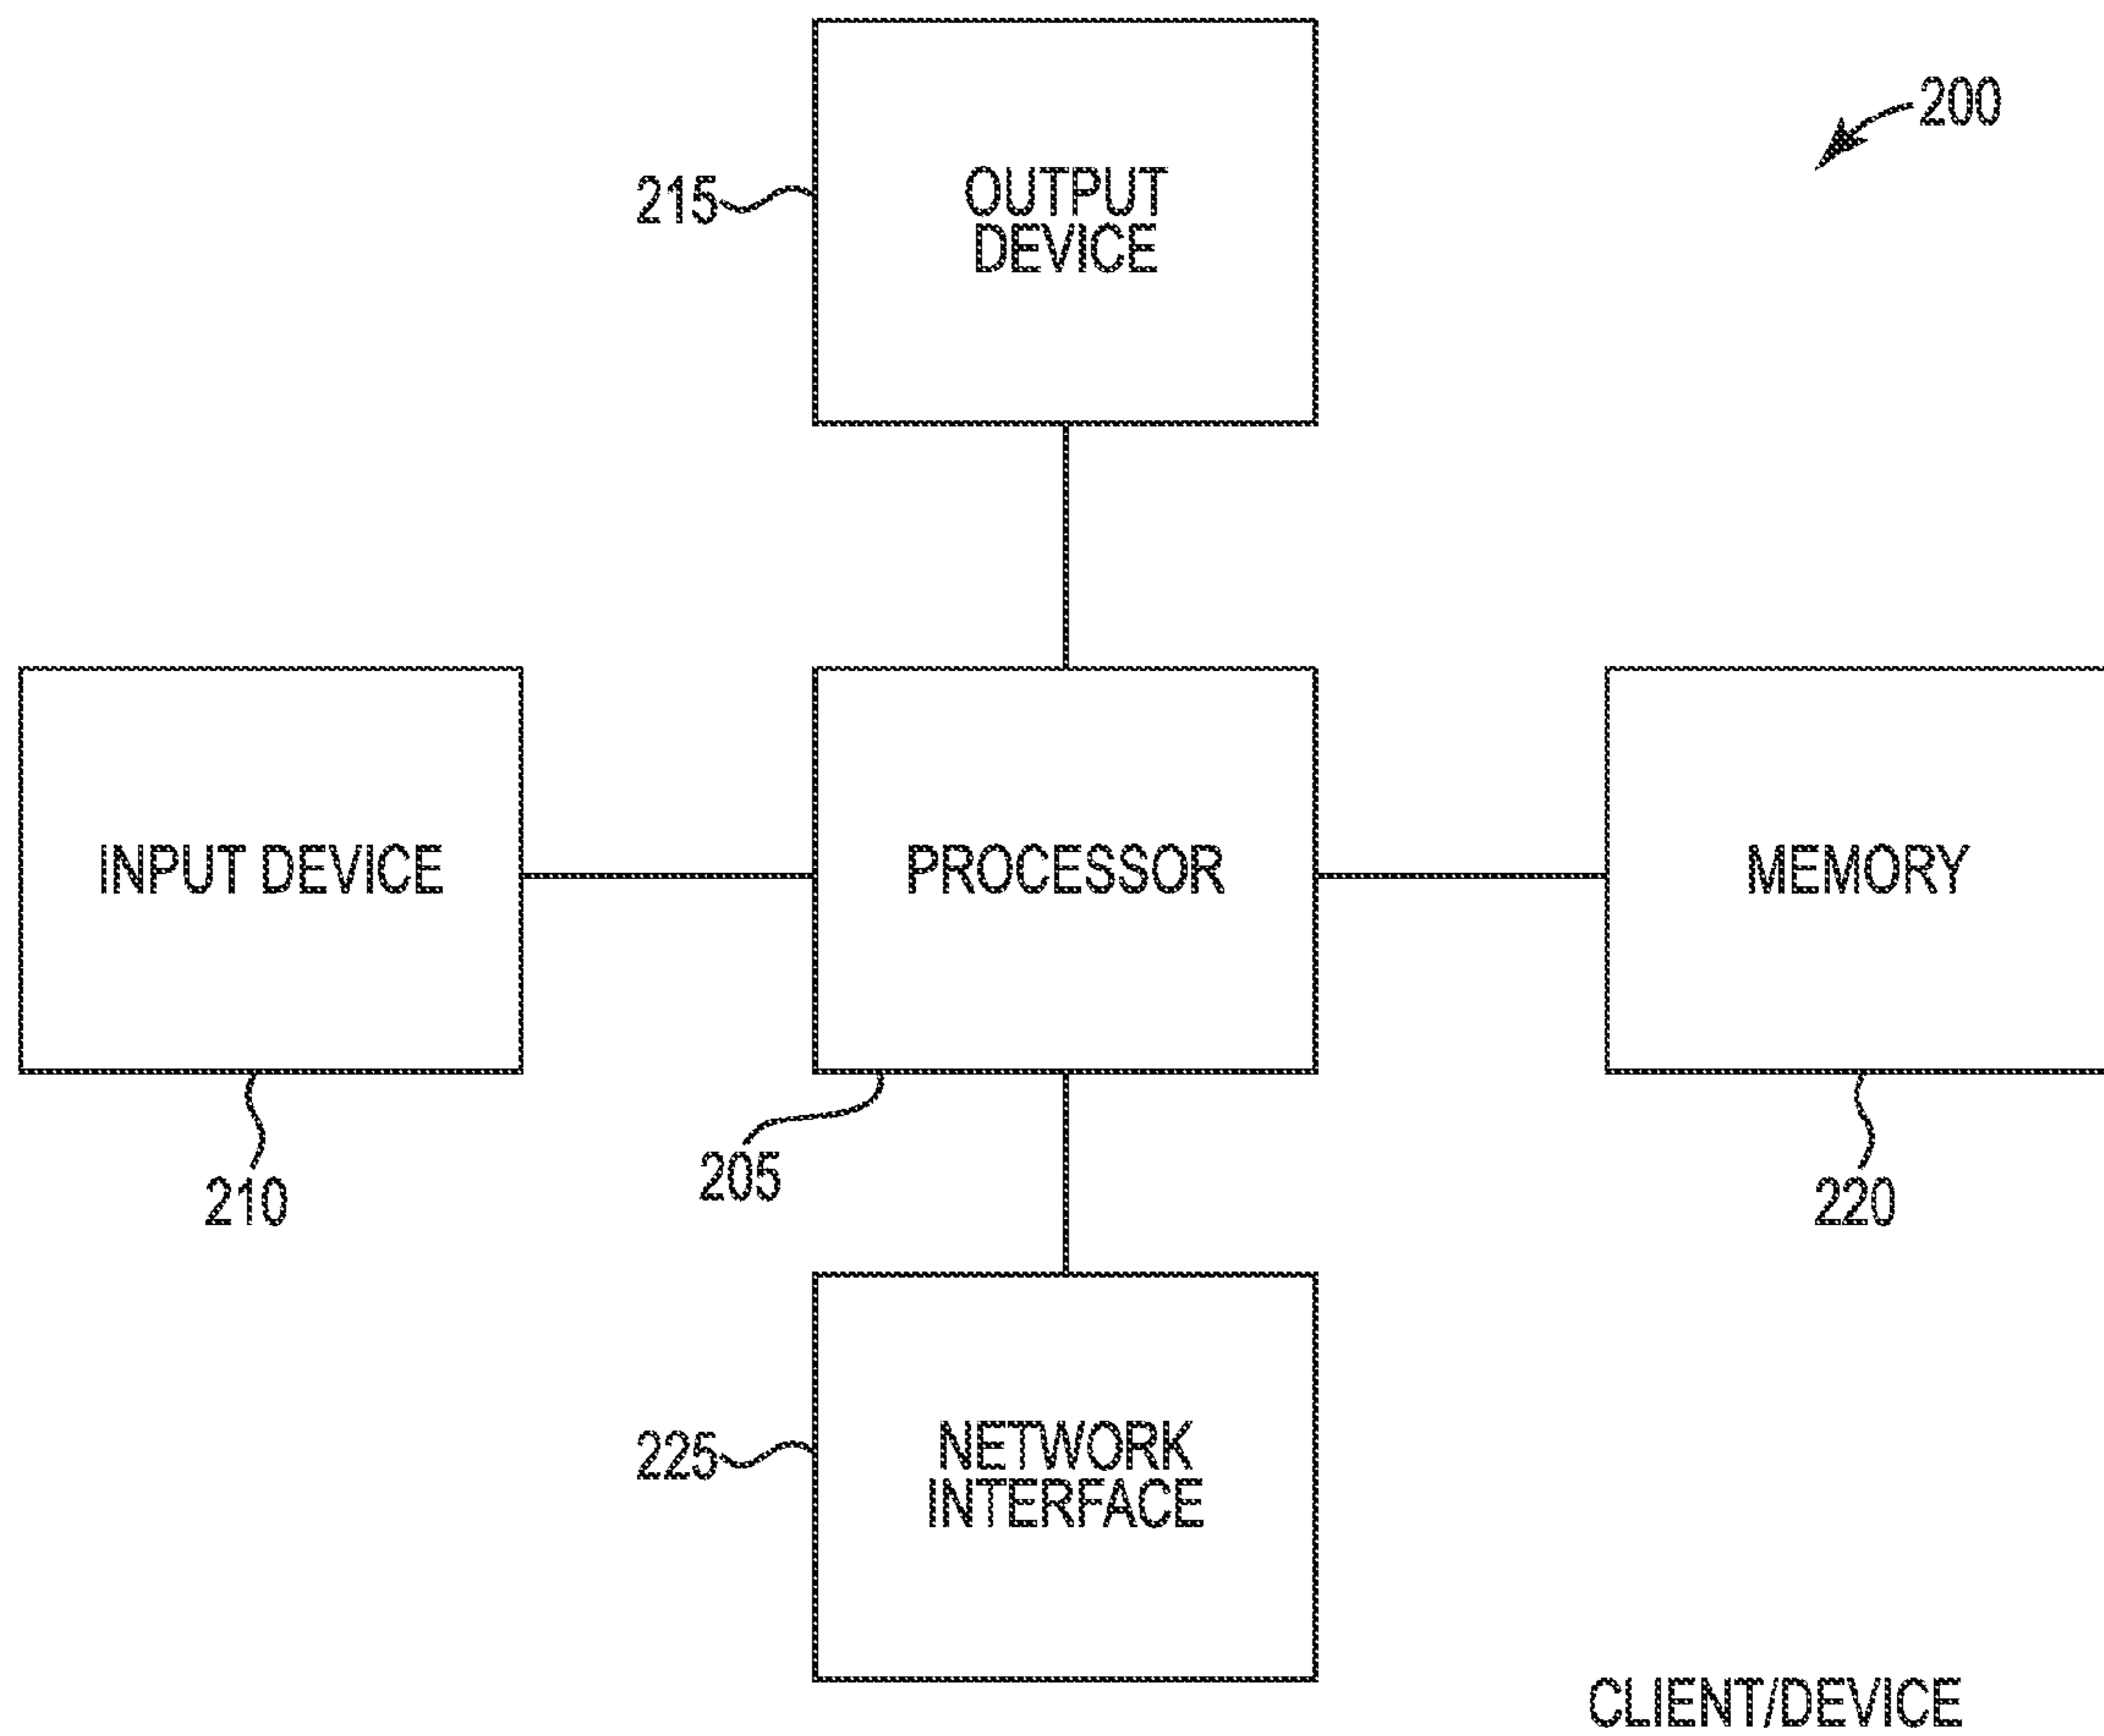 200
215
OUTPUT
DEVICE
INPUT DEVICE
PROCESSOR
MEMORY
210
205
220
225
NETWORK
INTERFACE
CLIENT/DEVICE